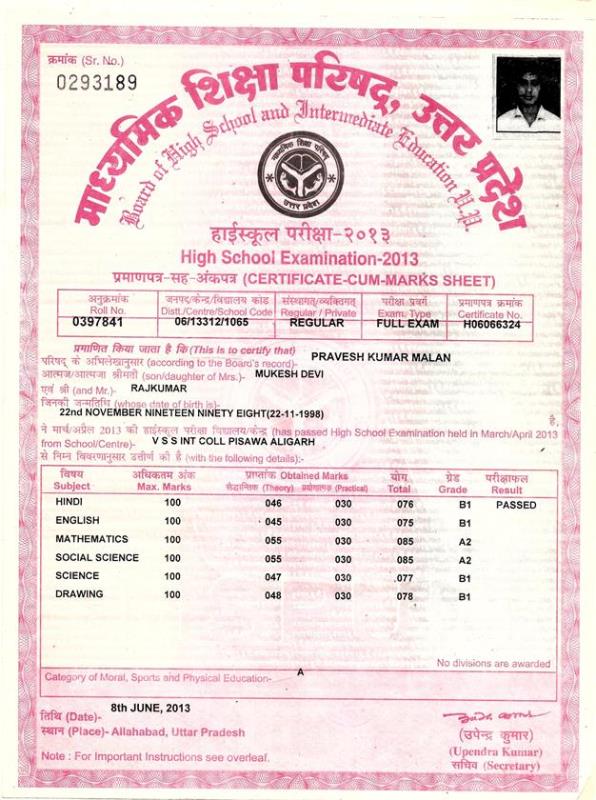 क्रमांक (Sr. No.)
0293189
माध्यमिक शिक्षा परिषद्, उत्तर प्रदेश
Board of High School and Intermediate Education U.P.
माध्यमिक शिक्षा परिषद्
उत्तर प्रदेश
हाईस्कूल परीक्षा-२०१३
High School Examination-2013
प्रमाणपत्र-सह-अंकपत्र (CERTIFICATE-CUM-MARKS SHEET)
अनुक्रमांक जनपद/केन्द्र/विद्यालय कोड संस्थागत/व्यक्तिगत परीक्षा प्रवर्ग प्रमाणपत्र क्रमांक
Roll No. Distt./Centre/School Code Regular / Private Exam. Type Certificate No.
0397841 06/13312/1065 REGULAR FULL EXAM H06066324
प्रमाणित किया जाता है कि (This is to certify that)
PRAVESH KUMAR MALAN
परिषद् के अभिलेखानुसार (according to the Board's record)-
आत्मज/आत्मजा श्रीमती (son/daughter of Mrs.)- MUKESH DEVI
एवं श्री (and Mr.)- RAJKUMAR
जिनकी जन्मतिथि (whose date of birth is)-
22nd NOVEMBER NINETEEN NINETY EIGHT(22-11-1998) है,
ने मार्च/अप्रैल 2013 की हाईस्कूल परीक्षा विद्यालय/केन्द्र (has passed High School Examination held in March/April 2013
from School/Centre)- V S S INT COLL PISAWA ALIGARH
से निम्न विवरणानुसार उत्तीर्ण की है (with the following details):-
विषय अधिकतम अंक प्राप्तांक Obtained Marks योग ग्रेड परीक्षाफल
Subject Max. Marks सैद्धान्तिक (Theory) प्रयोगात्मक (Practical) Total Grade Result
HINDI 100 046 030 076 B1 PASSED
ENGLISH 100 045 030 075 B1
MATHEMATICS 100 055 030 085 A2
SOCIAL SCIENCE 100 055 030 085 A2
SCIENCE 100 047 030 077 B1
DRAWING 100 048 030 078 B1
No divisions are awarded
Category of Moral, Sports and Physical Education- A
तिथि (Date)- 8th JUNE, 2013
स्थान (Place)- Allahabad, Uttar Pradesh
(उपेन्द्र कुमार)
(Upendra Kumar)
सचिव (Secretary)
Note : For Important Instructions see overleaf.